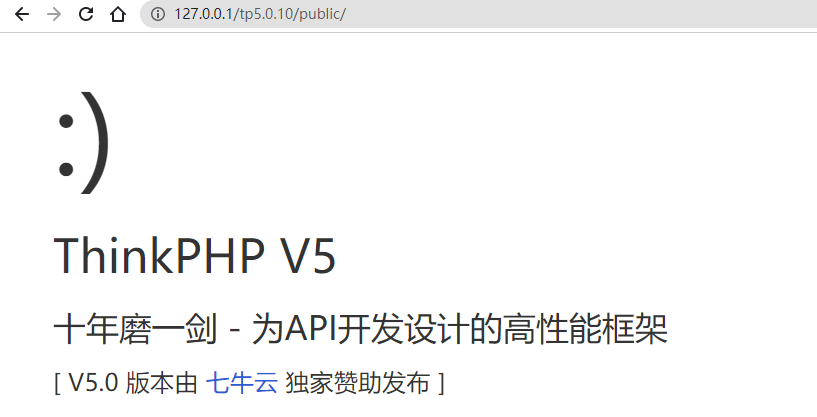 127.0.0.1/tp5.0.10/public/
:)
ThinkPHP V5
十年磨一剑 - 为API开发设计的高性能框架
[ V5.0 版本由 七牛云 独家赞助发布 ]